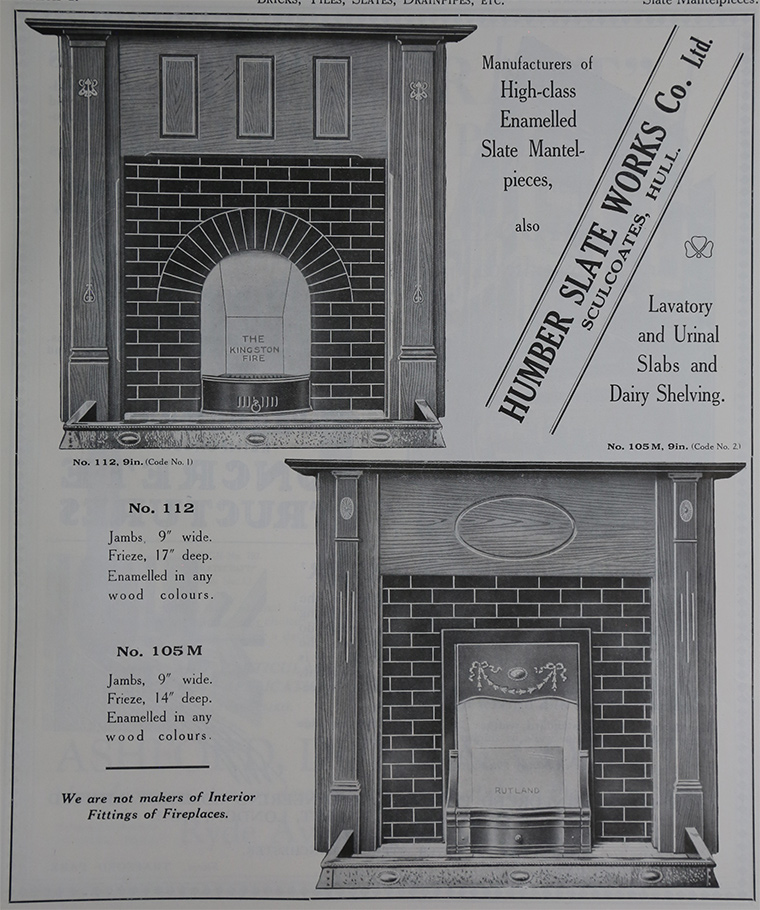 BRICKS, TILES, SLATES, DRAINPIPES, ETC.
Slate Mantelpieces.
Manufacturers of
High-class
Enamelled
Slate Mantel-
pieces,
also
HUMBER SLATE WORKS Co. Ltd.
SCULCOATES, HULL.
Lavatory
and Urinal
Slabs and
Dairy Shelving.
THE
KINGSTON
FIRE
No. 112, 9in. (Code No. 1)
No. 105 M, 9in. (Code No. 2)
No. 112
Jambs, 9" wide.
Frieze, 17" deep.
Enamelled in any
wood colours.
No. 105 M
Jambs, 9" wide.
Frieze, 14" deep.
Enamelled in any
wood colours.
We are not makers of Interior
Fittings of Fireplaces.
RUTLAND